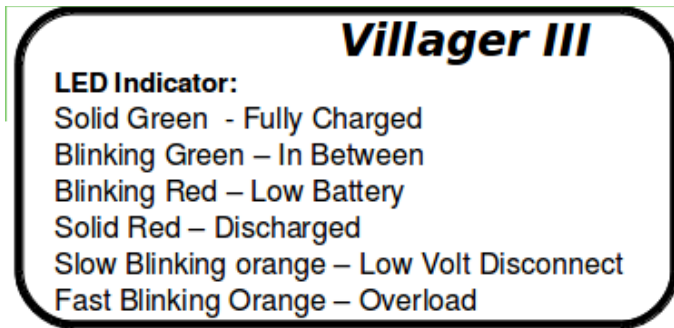 Villager III
LED Indicator:
Solid Green  - Fully Charged
Blinking Green – In Between
Blinking Red – Low Battery
Solid Red – Discharged
Slow Blinking orange – Low Volt Disconnect
Fast Blinking Orange – Overload